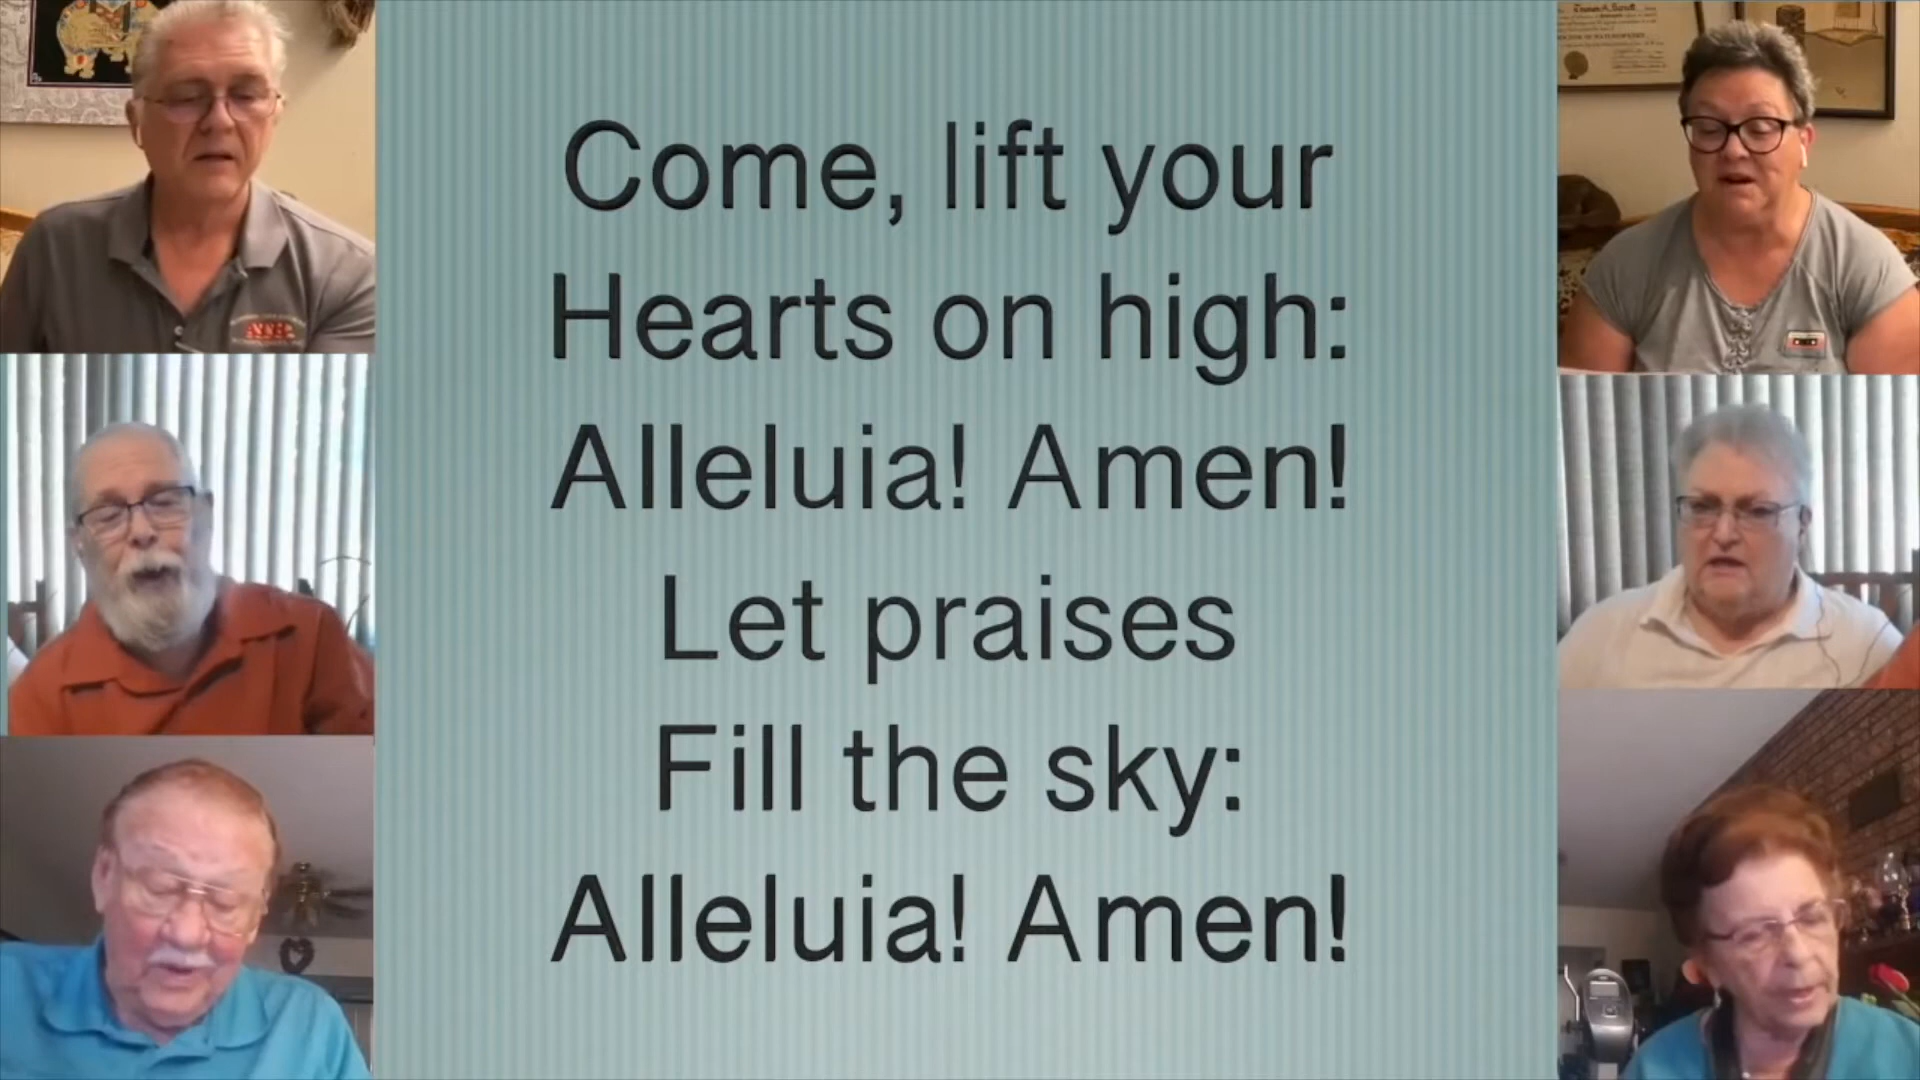 Come, lift your
Hearts on high:
Alleluia! Amen!
Let praises
Fill the sky:
Alleluia! Amen!